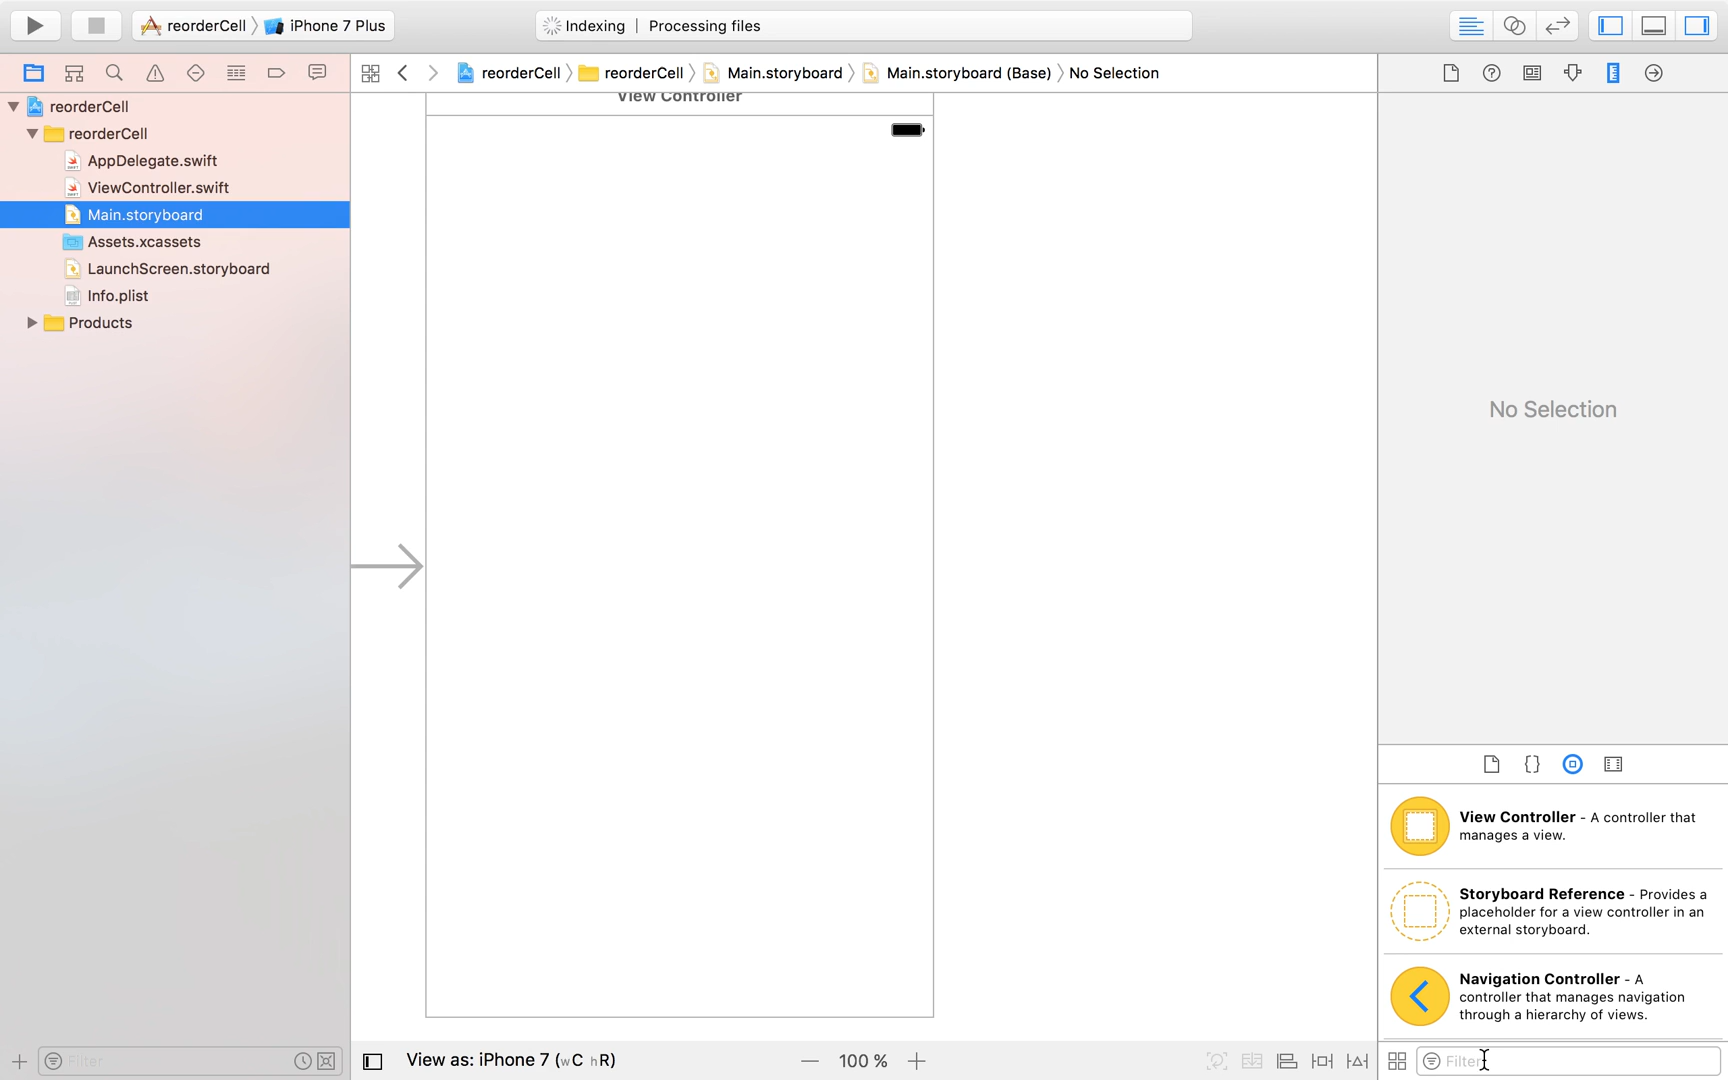 reorderCell › iPhone 7 Plus
Indexing | Processing files
reorderCell › reorderCell › Main.storyboard › Main.storyboard (Base) › No Selection
reorderCell
reorderCell
AppDelegate.swift
ViewController.swift
Main.storyboard
Assets.xcassets
LaunchScreen.storyboard
Info.plist
Products
View Controller
No Selection
{}
View Controller - A controller that
manages a view.
Storyboard Reference - Provides a
placeholder for a view controller in an
external storyboard.
Navigation Controller - A
controller that manages navigation
through a hierarchy of views.
Filter
View as: iPhone 7 (wC hR)
100 %
Filter